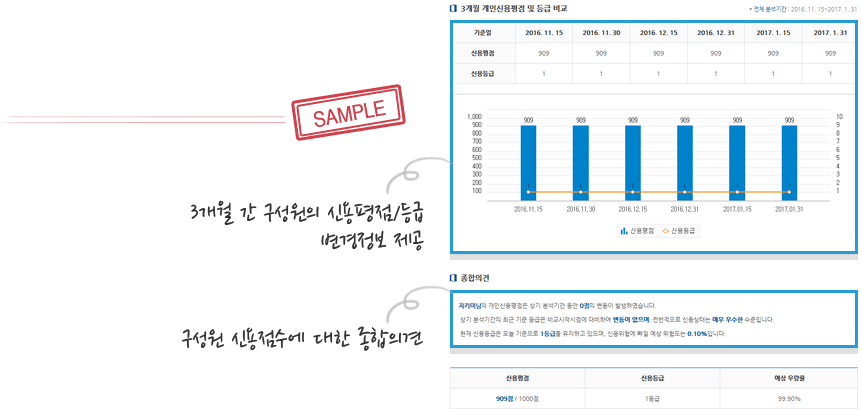 3개월 개인신용평점 및 등급 비교
• 전체 분석기간 : 2016. 11. 15~2017. 1. 31
기준일 2016. 11. 15 2016. 11. 30 2016. 12. 15 2016. 12. 31 2017. 1. 15 2017. 1. 31
신용평점 909 909 909 909 909 909
신용등급 1 1 1 1 1 1
SAMPLE
1,000 10
900 9
800 8
700 7
600 6
500 5
400 4
300 3
200 2
100 1
909 909 909 909 909 909
1 1 1 1 1 1
2016.11.15 2016.11.30 2016.12.15 2016.12.31 2017.01.15 2017.01.31
신용평점 신용등급
3개월 간 구성원의 신용평점/등급
변경정보 제공
종합의견
지키미님의 개인신용평점은 상기 분석기간 동안 0점의 변동이 발생하였습니다.
상기 분석기간의 최근 기준 등급은 비교시작시점에 대비하여 변동이 없으며, 전반적으로 신용상태는 매우 우수한 수준입니다.
현재 신용등급은 오늘 기준으로 1등급을 유지하고 있으며, 신용위험에 빠질 예상 위험도는 0.10%입니다.
구성원 신용점수에 대한 종합의견
신용평점 신용등급 예상 우량률
909점 / 1000점 1등급 99.90%